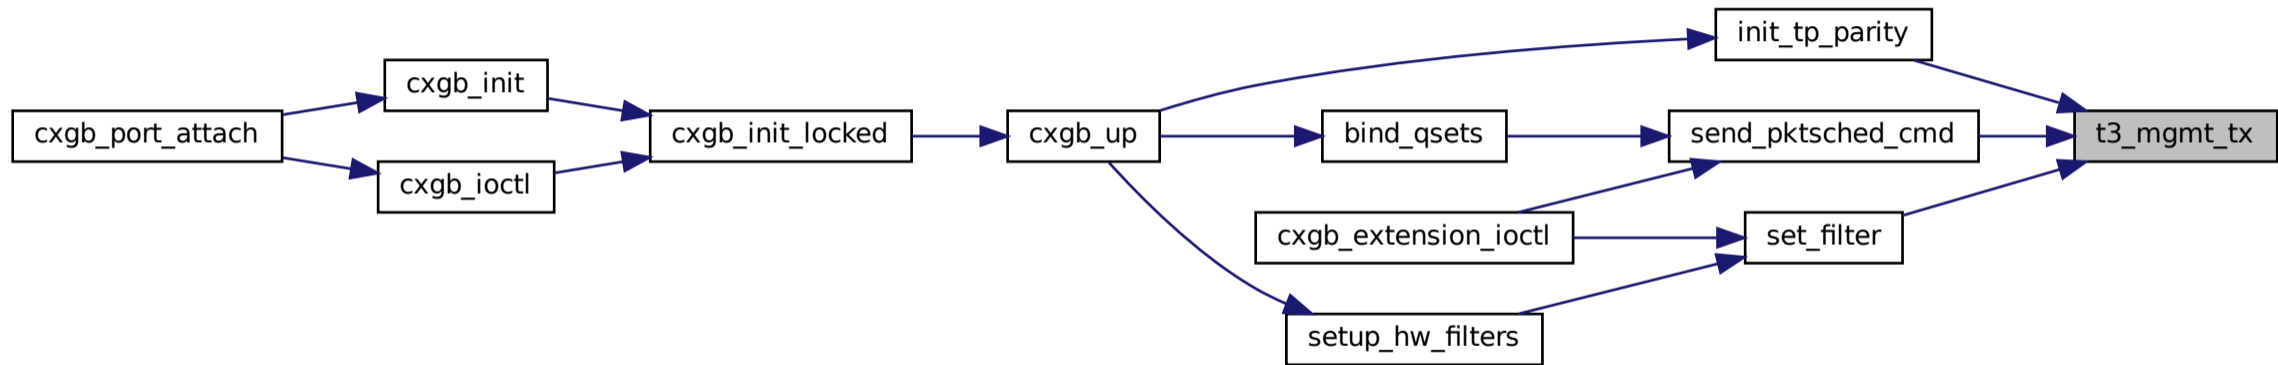 init_tp_parity
cxgb_init
cxgb_port_attach
cxgb_init_locked
cxgb_up
bind_qsets
send_pktsched_cmd
t3_mgmt_tx
cxgb_ioctl
cxgb_extension_ioctl
set_filter
setup_hw_filters